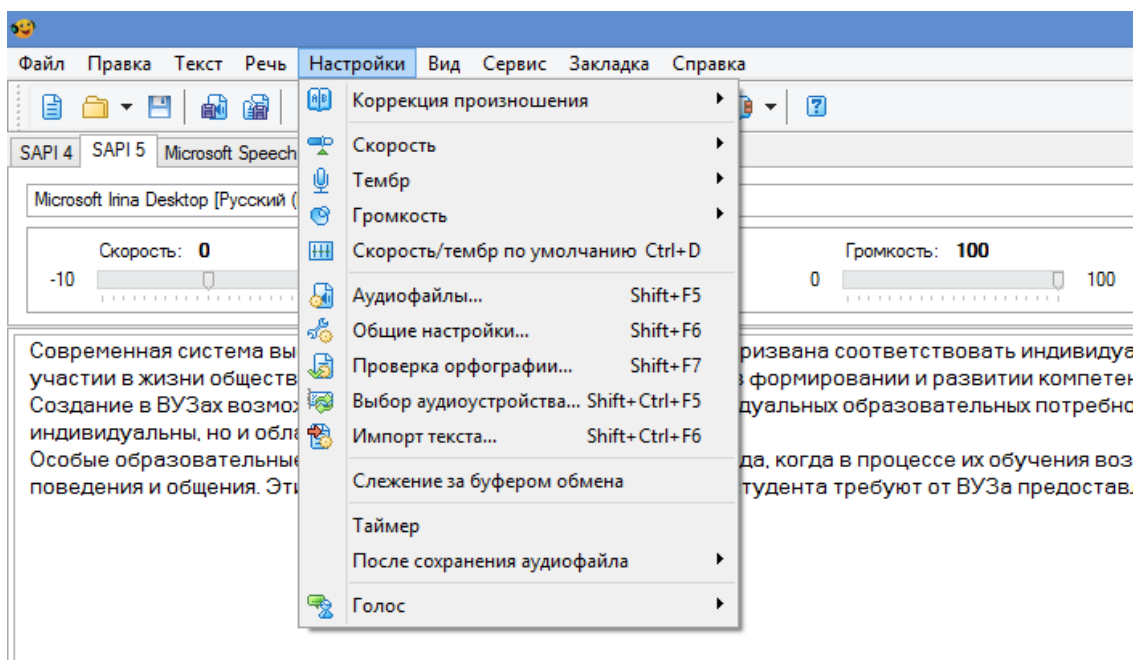 Файл Правка Текст Речь Настройки Вид Сервис Закладка Справка
Коррекция произношения
SAPI 4 SAPI 5 Microsoft Speech
Скорость
Тембр
Microsoft Irina Desktop [Русский (
Громкость
Скорость/тембр по умолчанию Ctrl+D
Скорость: 0 Громкость: 100
-10 0 100
Аудиофайлы... Shift+F5
Общие настройки... Shift+F6
Проверка орфографии... Shift+F7
Выбор аудиоустройства... Shift+Ctrl+F5
Импорт текста... Shift+Ctrl+F6
Слежение за буфером обмена
Таймер
После сохранения аудиофайла
Голос
Современная система вы ризвана соответствовать индивидуа
участии в жизни обществ формировании и развитии компетен
Создание в ВУЗах возмо дуальных образовательных потребно
индивидуальны, но и обла
Особые образовательные да, когда в процессе их обучения воз
поведения и общения. Эти тудента требуют от ВУЗа предостав